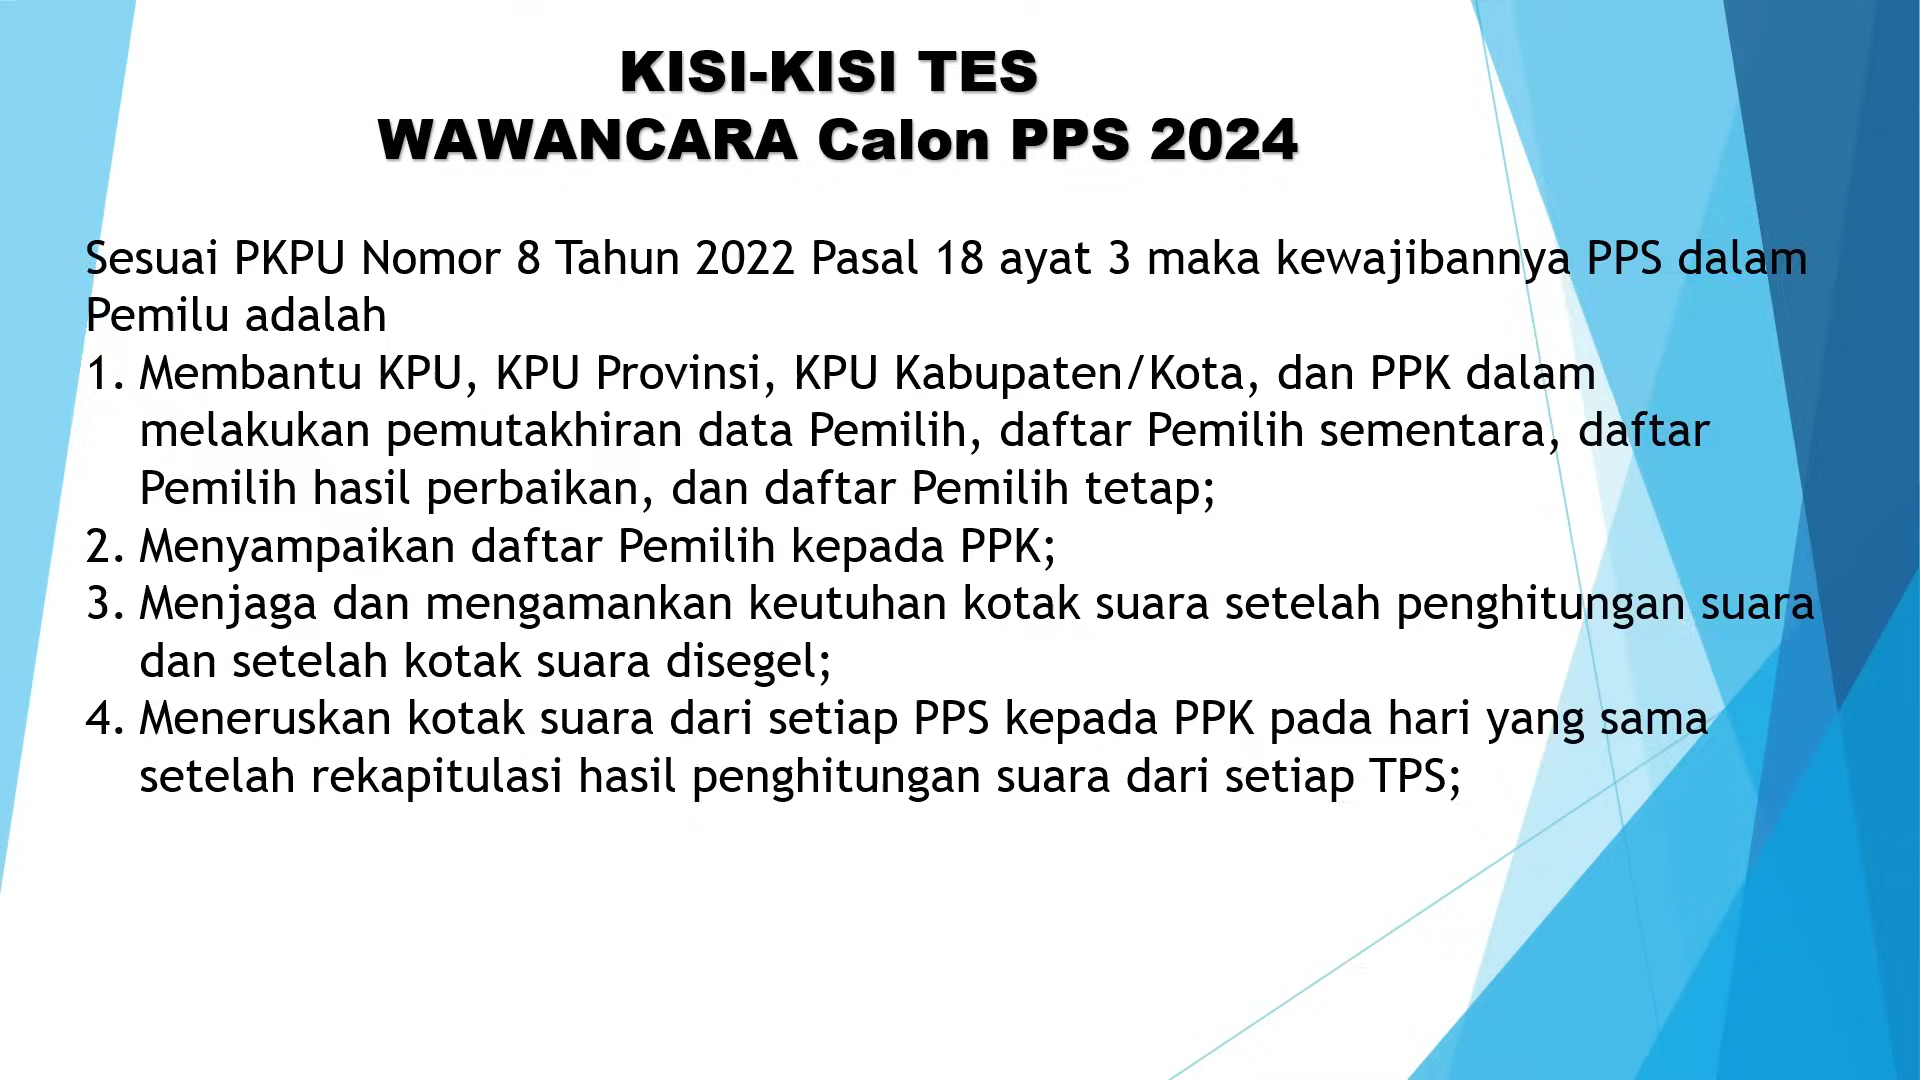 KISI-KISI TES
WAWANCARA Calon PPS 2024
Sesuai PKPU Nomor 8 Tahun 2022 Pasal 18 ayat 3 maka kewajibannya PPS dalam
Pemilu adalah
1. Membantu KPU, KPU Provinsi, KPU Kabupaten/Kota, dan PPK dalam
melakukan pemutakhiran data Pemilih, daftar Pemilih sementara, daftar
Pemilih hasil perbaikan, dan daftar Pemilih tetap;
2. Menyampaikan daftar Pemilih kepada PPK;
3. Menjaga dan mengamankan keutuhan kotak suara setelah penghitungan suara
dan setelah kotak suara disegel;
4. Meneruskan kotak suara dari setiap PPS kepada PPK pada hari yang sama
setelah rekapitulasi hasil penghitungan suara dari setiap TPS;